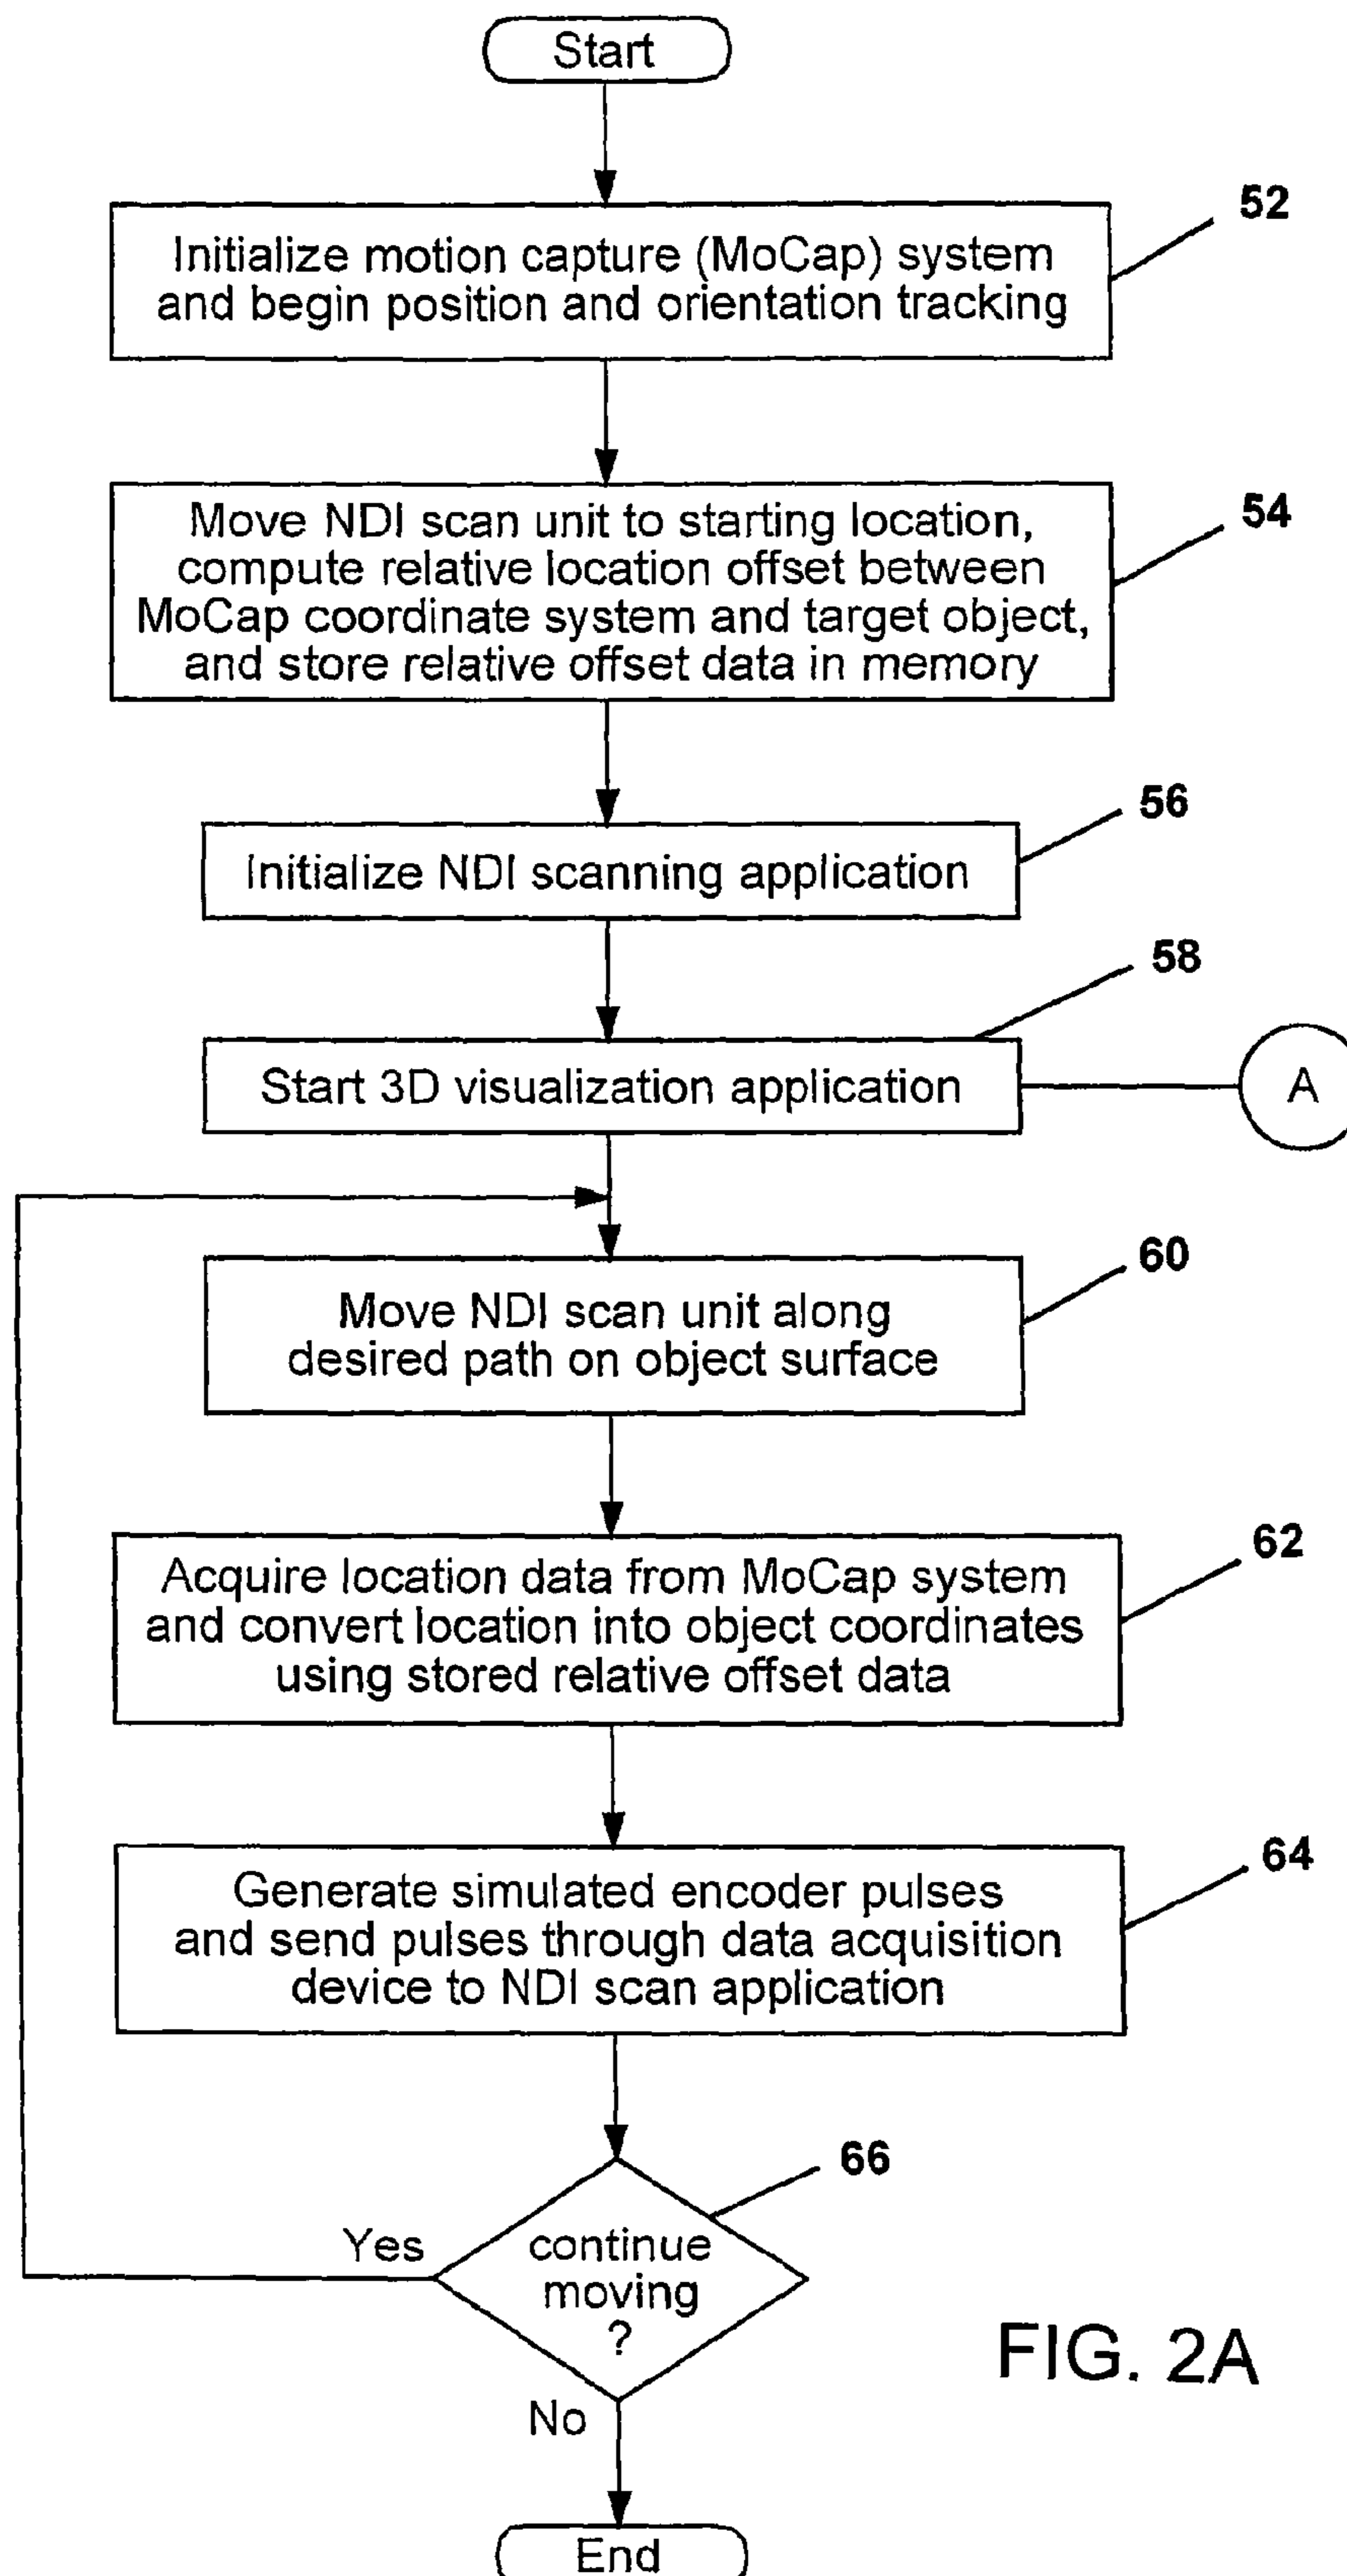 Start
52
Initialize motion capture (MoCap) system
and begin position and orientation tracking
54
Move NDI scan unit to starting location,
compute relative location offset between
MoCap coordinate system and target object,
and store relative offset data in memory
56
Initialize NDI scanning application
58
Start 3D visualization application
A
60
Move NDI scan unit along
desired path on object surface
62
Acquire location data from MoCap system
and convert location into object coordinates
using stored relative offset data
64
Generate simulated encoder pulses
and send pulses through data acquisition
device to NDI scan application
66
Yes
continue
moving
?
No
FIG. 2A
End